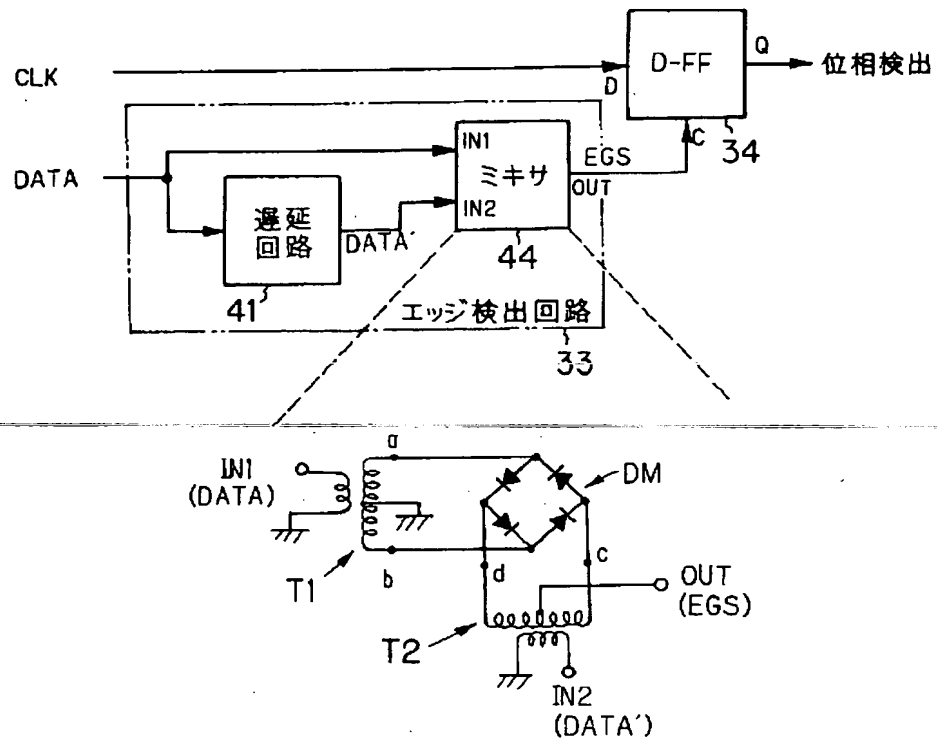 D-FF
Q
位相検出
CLK
D
C
34
DATA
IN1
ミキサ
EGS
OUT
IN2
遅延
回路
DATA'
44
41
エッジ検出回路
33
a
IN1
(DATA)
DM
T1
b
d
c
OUT
(EGS)
T2
IN2
(DATA')